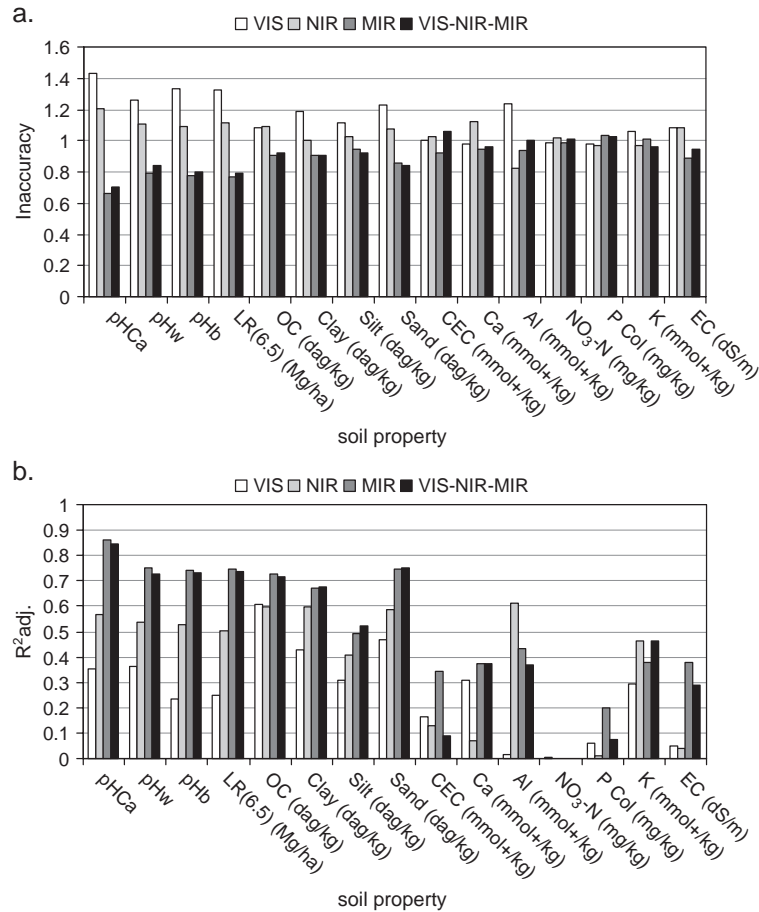 a.
VIS NIR MIR VIS-NIR-MIR
1.6
1.4
1.2
1
0.8
0.6
0.4
0.2
0
Inaccuracy
pHCa
pHw
pHb
LR(6.5) (Mg/ha)
OC (dag/kg)
Clay (dag/kg)
Silt (dag/kg)
Sand (dag/kg)
CEC (mmol+/kg)
Ca (mmol+/kg)
Al (mmol+/kg)
NO₃-N (mg/kg)
P Col (mg/kg)
K (mmol+/kg)
EC (dS/m)
soil property
b.
VIS NIR MIR VIS-NIR-MIR
1
0.9
0.8
0.7
0.6
0.5
0.4
0.3
0.2
0.1
0
R²adj.
pHCa
pHw
pHb
LR(6.5) (Mg/ha)
OC (dag/kg)
Clay (dag/kg)
Silt (dag/kg)
Sand (dag/kg)
CEC (mmol+/kg)
Ca (mmol+/kg)
Al (mmol+/kg)
NO₃-N (mg/kg)
P Col (mg/kg)
K (mmol+/kg)
EC (dS/m)
soil property